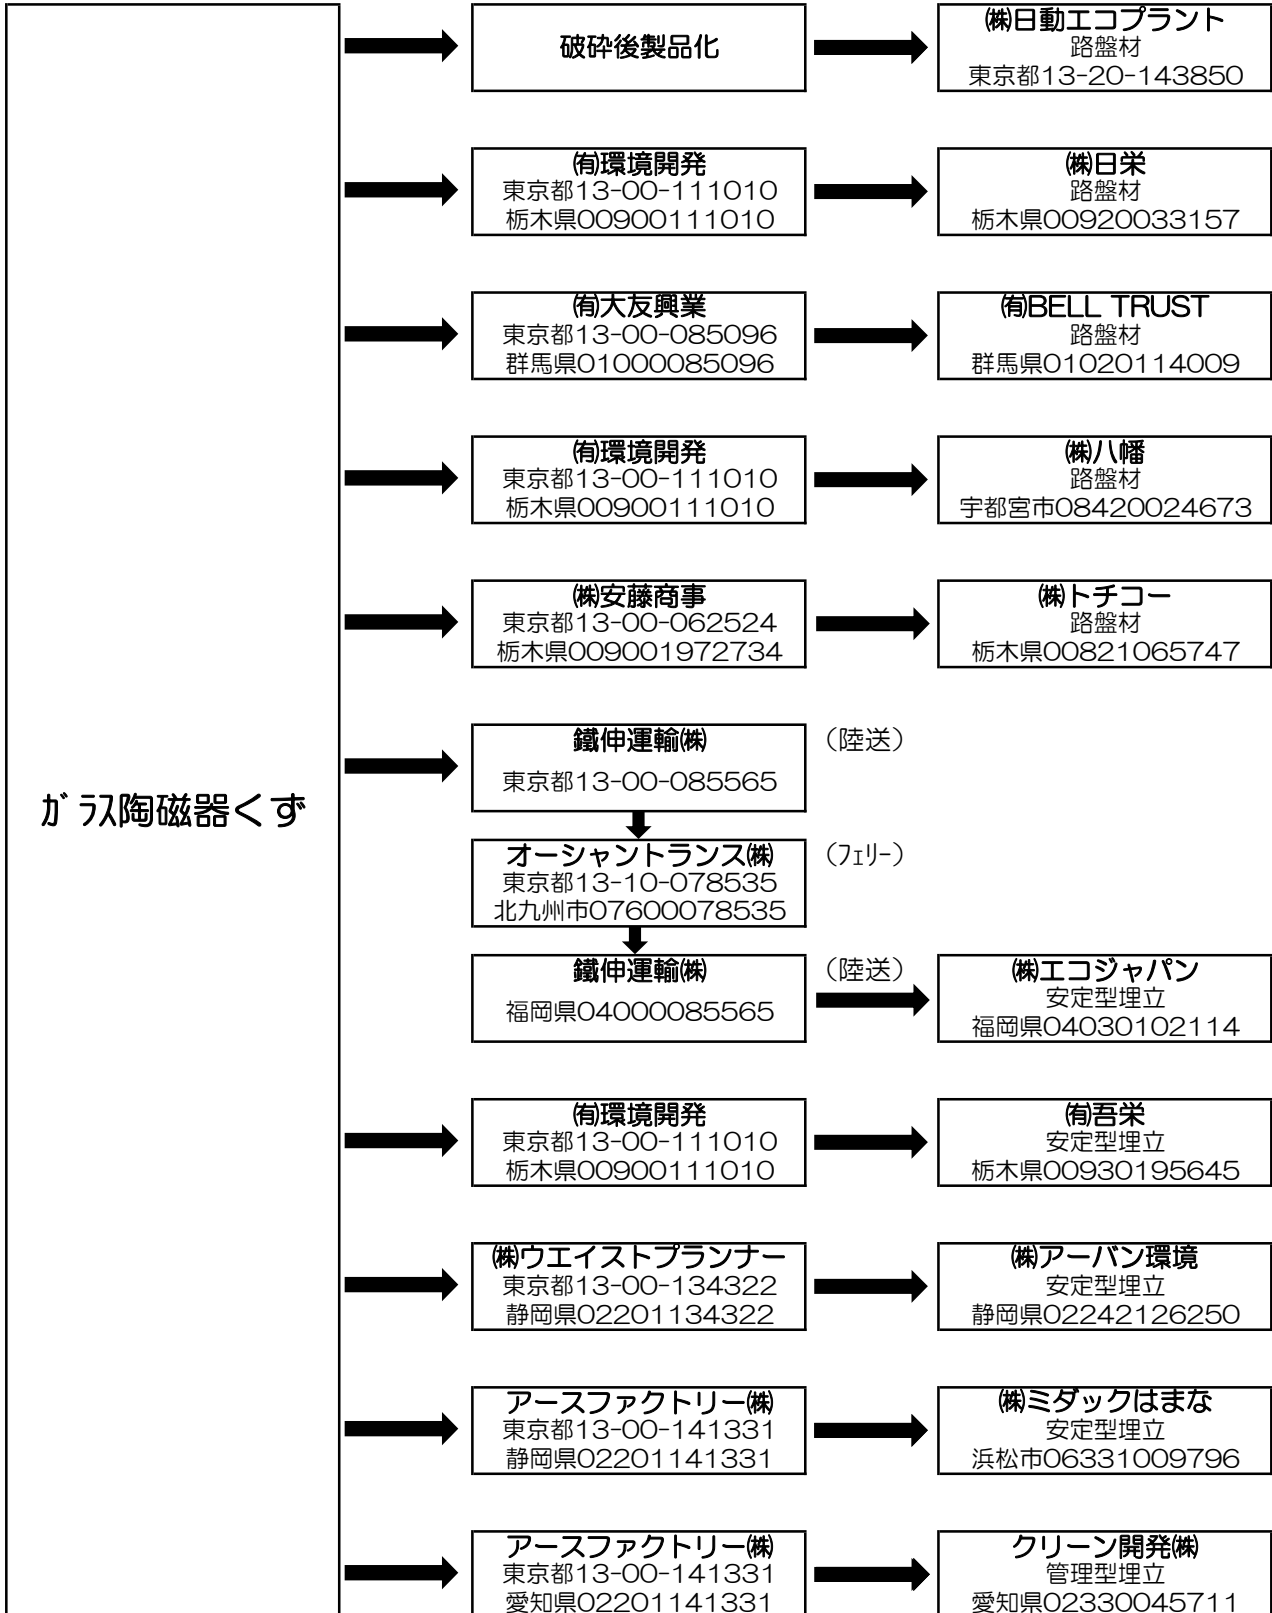 ガラス陶磁器くず
破砕後製品化
㈱日動エコプラント
路盤材
東京都13-20-143850
㈲環境開発
東京都13-00-111010
栃木県00900111010
㈱日栄
路盤材
栃木県00920033157
㈲大友興業
東京都13-00-085096
群馬県01000085096
㈲BELL TRUST
路盤材
群馬県01020114009
㈲環境開発
東京都13-00-111010
栃木県00900111010
㈱八幡
路盤材
宇都宮市08420024673
㈱安藤商事
東京都13-00-062524
栃木県009001972734
㈱トチコー
路盤材
栃木県00821065747
鐵伸運輸㈱
東京都13-00-085565
（陸送）
オーシャントランス㈱
東京都13-10-078535
北九州市07600078535
（ﾌｪﾘｰ）
鐵伸運輸㈱
福岡県04000085565
（陸送）
㈱エコジャパン
安定型埋立
福岡県04030102114
㈲環境開発
東京都13-00-111010
栃木県00900111010
㈲吾栄
安定型埋立
栃木県00930195645
㈱ウエイストプランナー
東京都13-00-134322
静岡県02201134322
㈱アーバン環境
安定型埋立
静岡県02242126250
アースファクトリー㈱
東京都13-00-141331
静岡県02201141331
㈱ミダックはまな
安定型埋立
浜松市06331009796
アースファクトリー㈱
東京都13-00-141331
愛知県02201141331
クリーン開発㈱
管理型埋立
愛知県02330045711